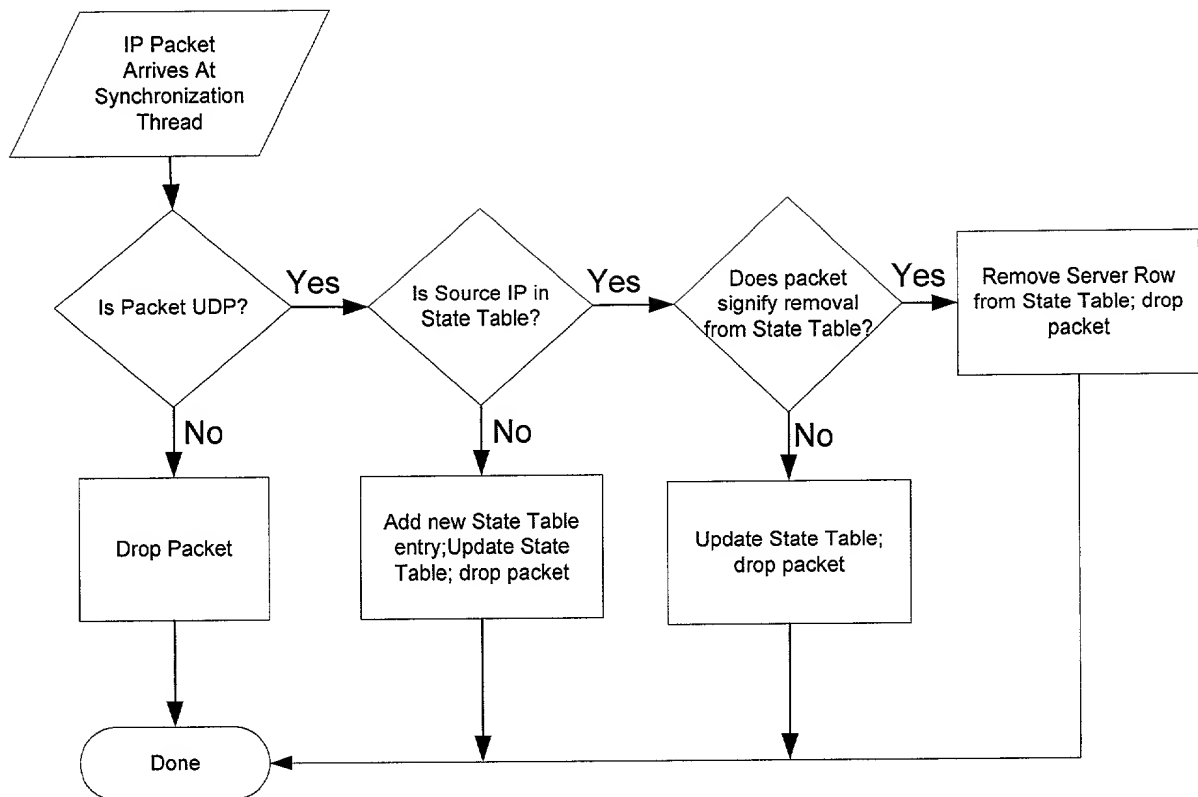 IP Packet
Arrives At
Synchronization
Thread
Is Packet UDP?
Yes
Is Source IP in
State Table?
Yes
Does packet
signify removal
from State Table?
Yes
Remove Server Row
from State Table; drop
packet
No
No
No
Drop Packet
Add new State Table
entry;Update State
Table; drop packet
Update State Table;
drop packet
Done